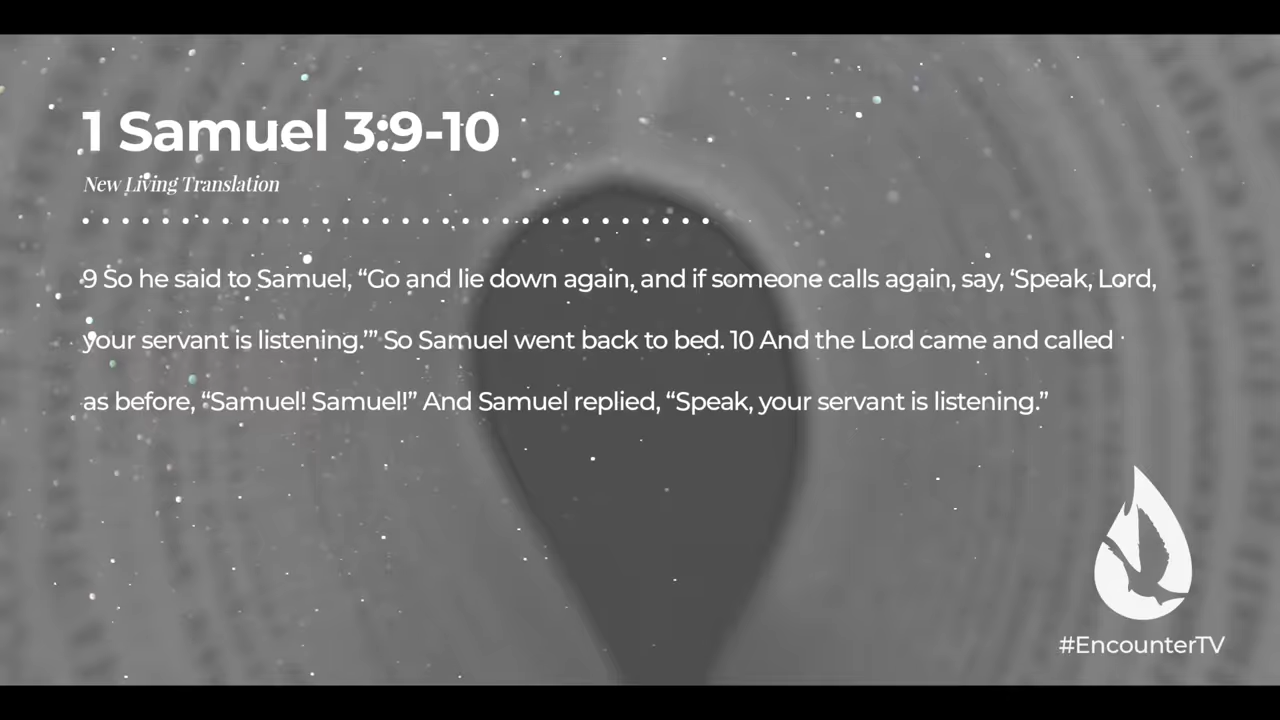 1 Samuel 3:9-10
New Living Translation
9 So he said to Samuel, “Go and lie down again, and if someone calls again, say, ‘Speak, Lord,
your servant is listening.’” So Samuel went back to bed. 10 And the Lord came and called
as before, “Samuel! Samuel!” And Samuel replied, “Speak, your servant is listening.”
#EncounterTV